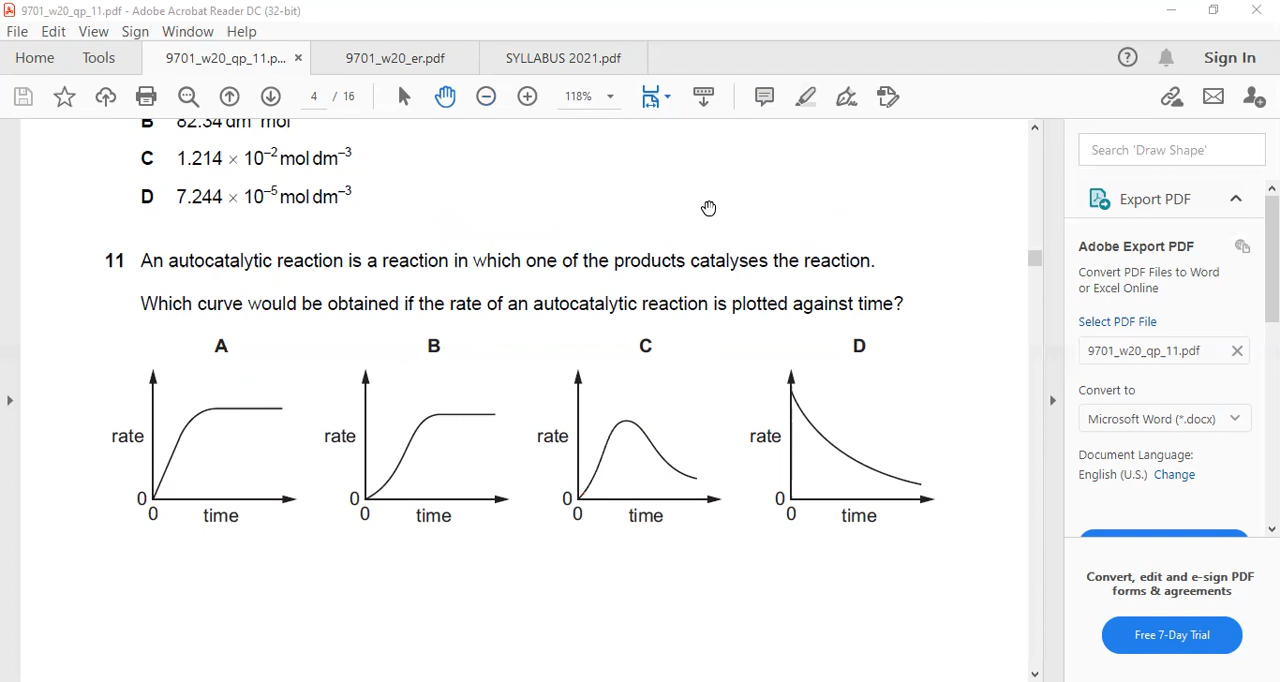 9701_w20_qp_11.pdf - Adobe Acrobat Reader DC (32-bit)
File Edit View Sign Window Help
Home Tools 9701_w20_qp_11.p... × 9701_w20_er.pdf SYLLABUS 2021.pdf Sign In
4 / 16 118%
B 82.34 dm mol
C 1.214 × 10⁻² mol dm⁻³
D 7.244 × 10⁻⁵ mol dm⁻³
11 An autocatalytic reaction is a reaction in which one of the products catalyses the reaction.
Which curve would be obtained if the rate of an autocatalytic reaction is plotted against time?
A B C D
rate rate rate rate
0 0 0 0
0 time 0 time 0 time 0 time
Search 'Draw Shape'
Export PDF
Adobe Export PDF
Convert PDF Files to Word
or Excel Online
Select PDF File
9701_w20_qp_11.pdf
Convert to
Microsoft Word (*.docx)
Document Language:
English (U.S.) Change
Convert, edit and e-sign PDF
forms & agreements
Free 7-Day Trial